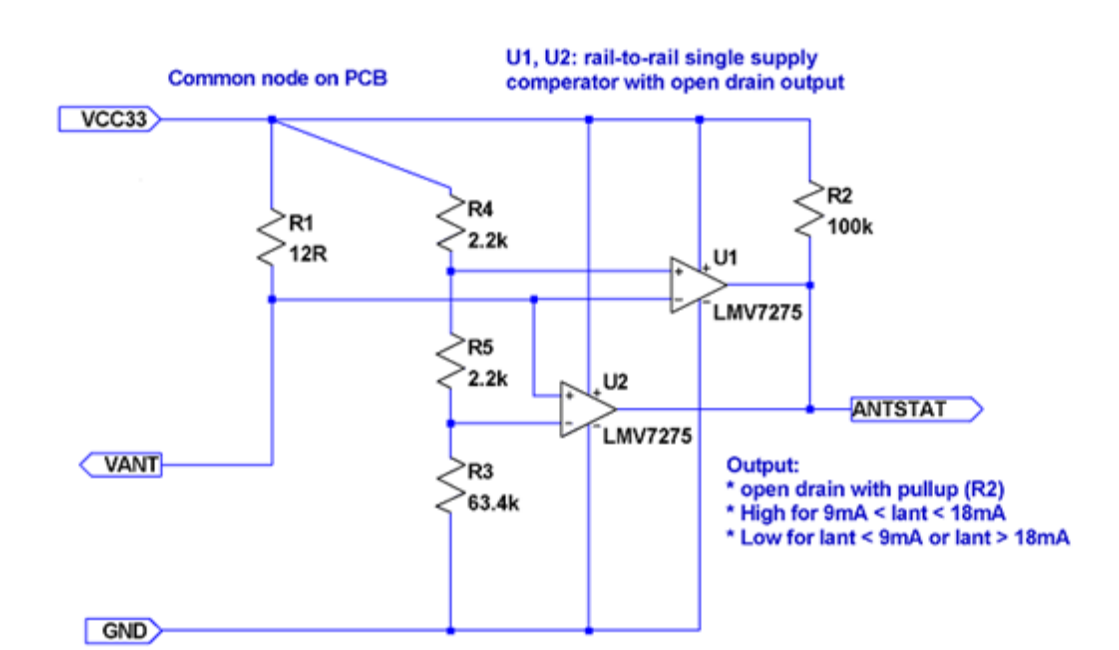 U1, U2: rail-to-rail single supply
comperator with open drain output
Common node on PCB
VCC33
R1
12R
R4
2.2k
R2
100k
U1
+
+
-
-
LMV7275
R5
2.2k
U2
+
+
-
-
LMV7275
ANTSTAT
VANT
R3
63.4k
Output:
* open drain with pullup (R2)
* High for 9mA < Iant < 18mA
* Low for Iant < 9mA or Iant > 18mA
GND